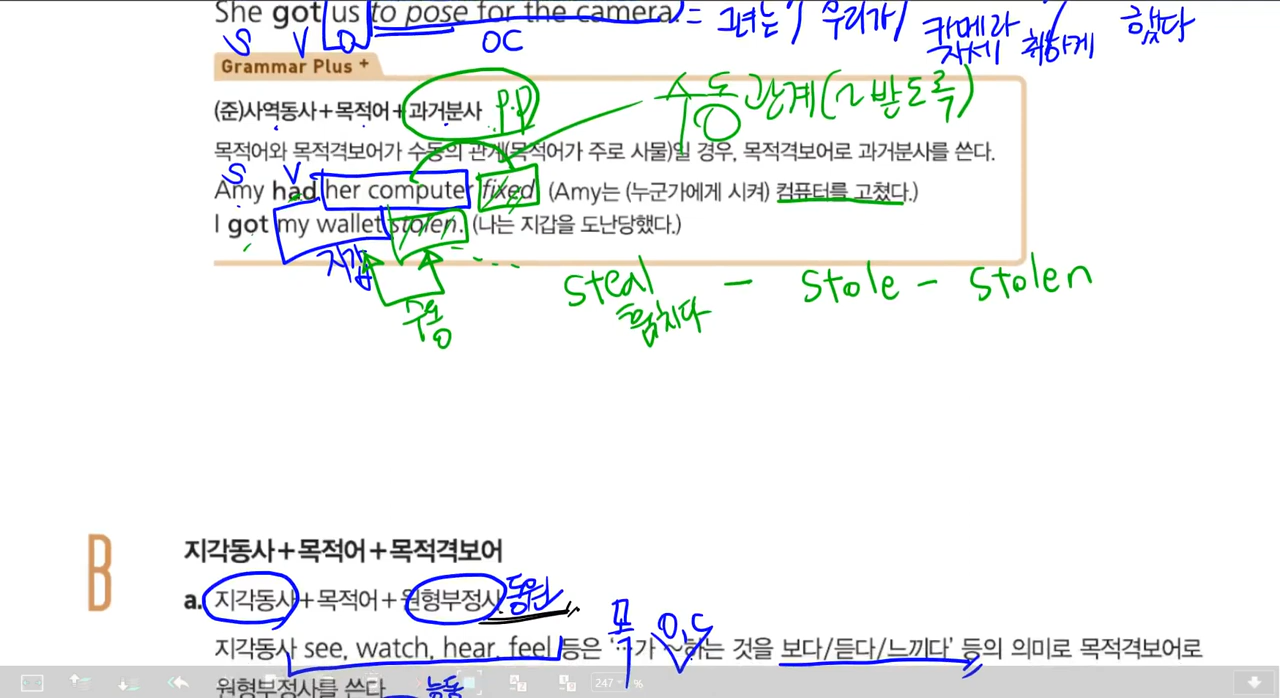 She got us to pose for the camera. = 그녀는 / 우리가 / 카메라 자세 취하게 / 했다
S V O OC
Grammar Plus +
(준)사역동사+목적어+과거분사 p.p 수동 관계(~받도록)
목적어와 목적격보어가 수동의 관계(목적어가 주로 사물)일 경우, 목적격보어로 과거분사를 쓴다.
S V
Amy had her computer fixed (Amy는 (누군가에게 시켜) 컴퓨터를 고쳤다.)
I got my wallet stolen. (나는 지갑을 도난당했다.)
지갑
수동
steal - stole - stolen
훔치다
B
지각동사+목적어+목적격보어
a. 지각동사+목적어+원형부정사 동원
목 O.C
지각동사 see, watch, hear, feel 등은 '…가 ~하는 것을 보다/듣다/느끼다' 등의 의미로 목적격보어로
원형부정사를 쓴다 능동
247 %